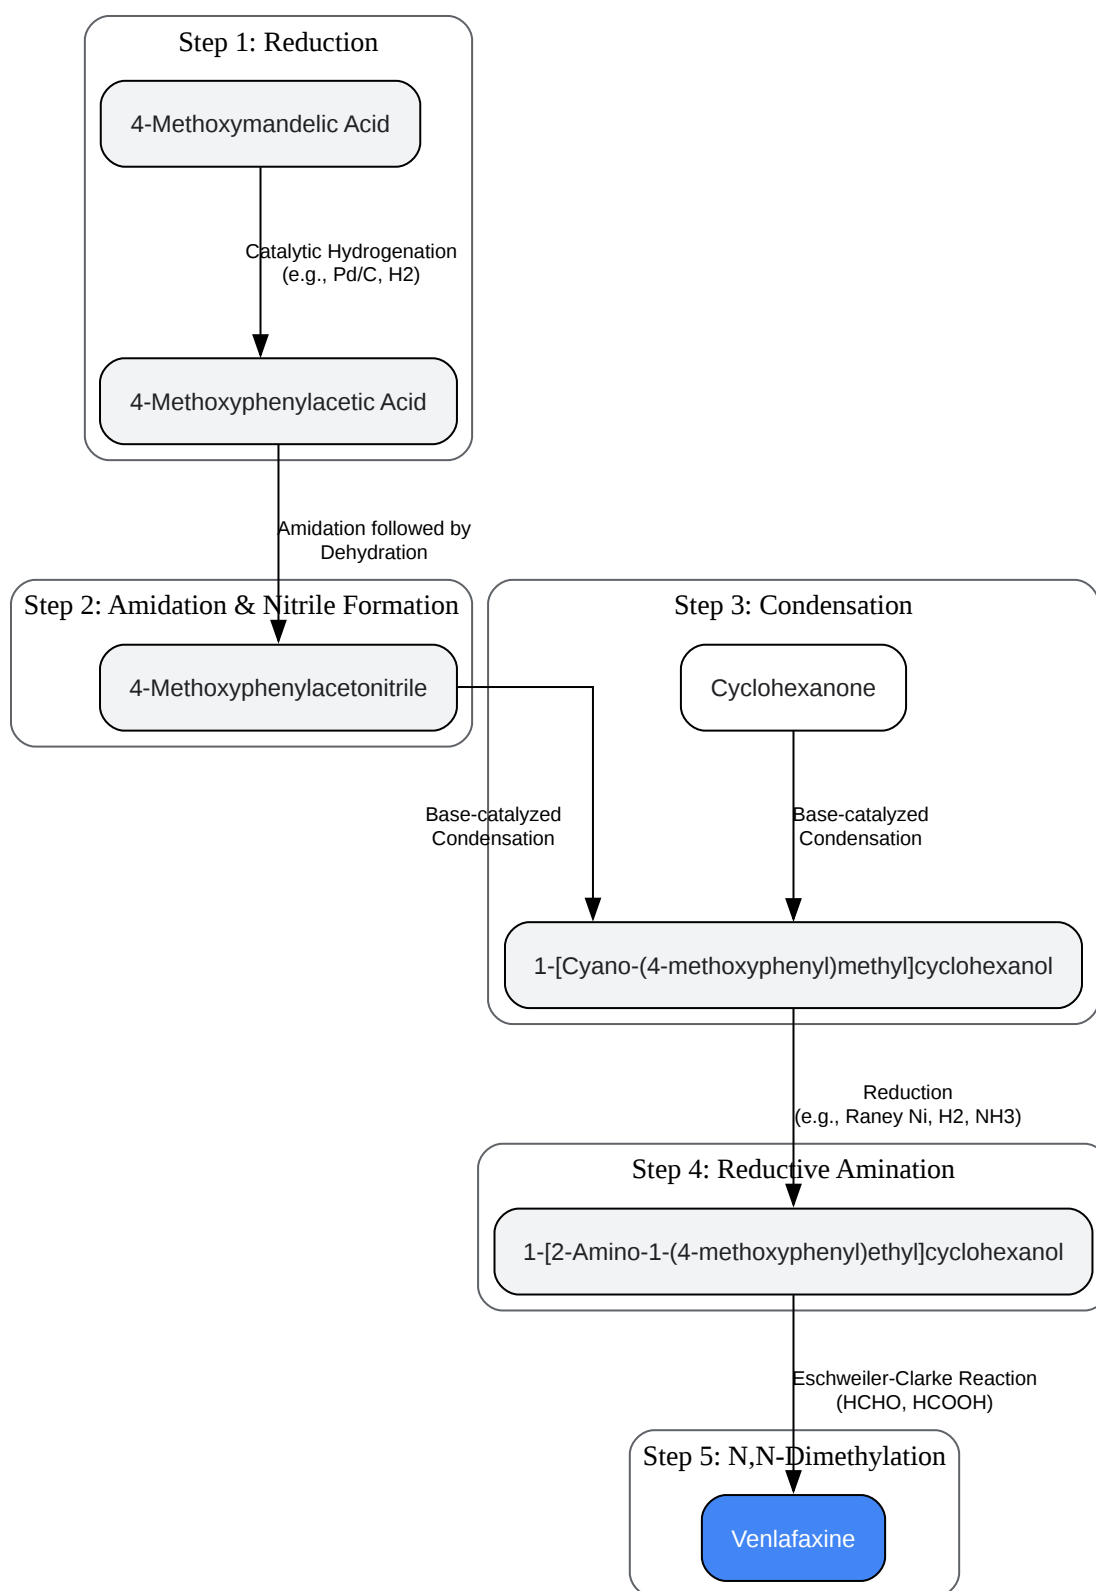 Step 1: Reduction
4-Methoxymandelic Acid
Catalytic Hydrogenation
(e.g., Pd/C, H2)
4-Methoxyphenylacetic Acid
Amidation followed by
Dehydration
Step 2: Amidation & Nitrile Formation
4-Methoxyphenylacetonitrile
Step 3: Condensation
Cyclohexanone
Base-catalyzed
Condensation
Base-catalyzed
Condensation
1-[Cyano-(4-methoxyphenyl)methyl]cyclohexanol
Reduction
(e.g., Raney Ni, H2, NH3)
Step 4: Reductive Amination
1-[2-Amino-1-(4-methoxyphenyl)ethyl]cyclohexanol
Eschweiler-Clarke Reaction
(HCHO, HCOOH)
Step 5: N,N-Dimethylation
Venlafaxine